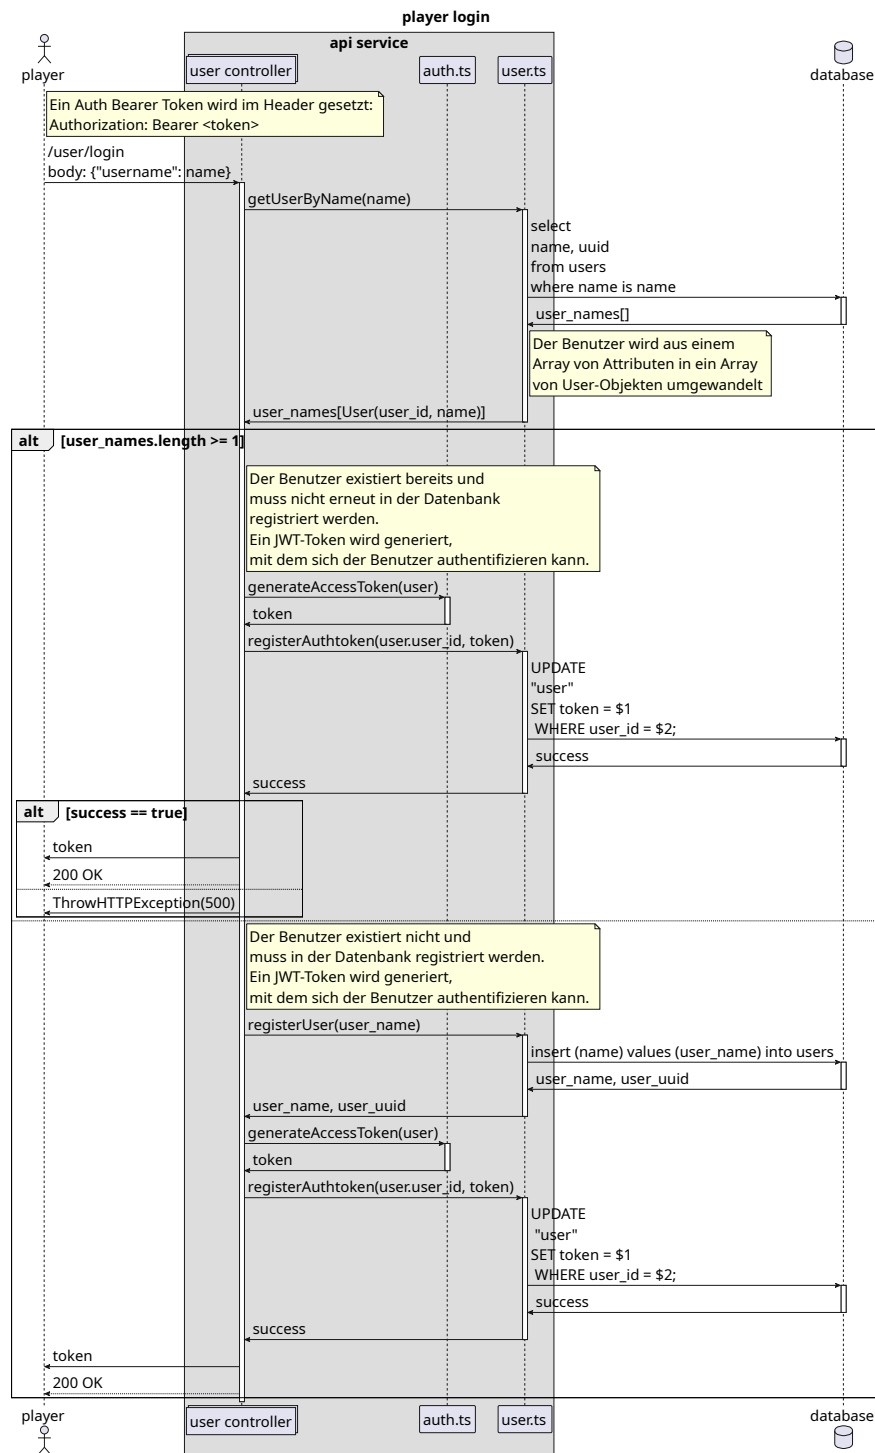 player login
api service
player
user controller
auth.ts
user.ts
database
Ein Auth Bearer Token wird im Header gesetzt:
Authorization: Bearer <token>
/user/login
body: {"username": name}
getUserByName(name)
select
name, uuid
from users
where name is name
user_names[]
Der Benutzer wird aus einem
Array von Attributen in ein Array
von User-Objekten umgewandelt
user_names[User(user_id, name)]
alt [user_names.length >= 1]
Der Benutzer existiert bereits und
muss nicht erneut in der Datenbank
registriert werden.
Ein JWT-Token wird generiert,
mit dem sich der Benutzer authentifizieren kann.
generateAccessToken(user)
token
registerAuthtoken(user.user_id, token)
UPDATE
"user"
SET token = $1
WHERE user_id = $2;
success
success
alt [success == true]
token
200 OK
ThrowHTTPException(500)
Der Benutzer existiert nicht und
muss in der Datenbank registriert werden.
Ein JWT-Token wird generiert,
mit dem sich der Benutzer authentifizieren kann.
registerUser(user_name)
insert (name) values (user_name) into users
user_name, user_uuid
user_name, user_uuid
generateAccessToken(user)
token
registerAuthtoken(user.user_id, token)
UPDATE
"user"
SET token = $1
WHERE user_id = $2;
success
success
token
200 OK
player
user controller
auth.ts
user.ts
database